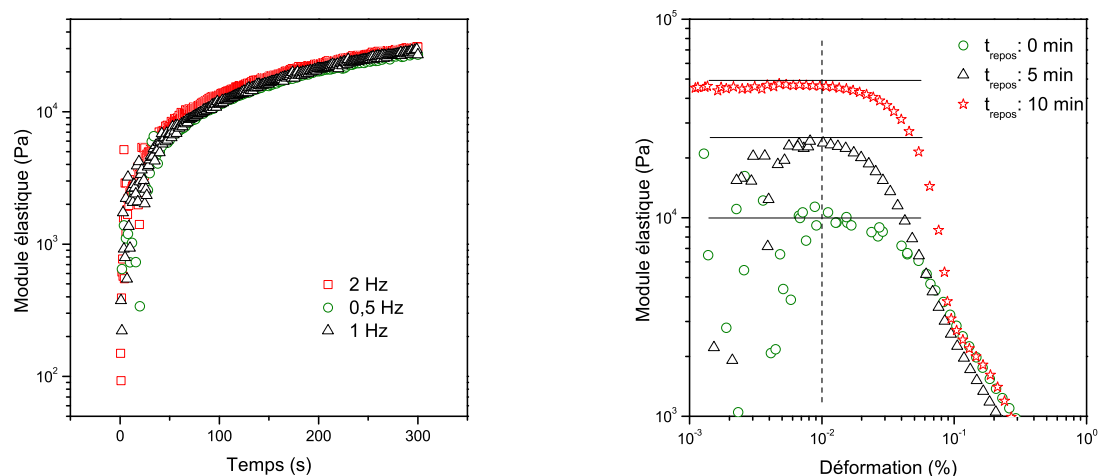 10^4
10^3
10^2
Module élastique (Pa)
2 Hz
0,5 Hz
1 Hz
0 100 200 300
Temps (s)
10^5
10^4
10^3
Module élastique (Pa)
t_repos: 0 min
t_repos: 5 min
t_repos: 10 min
10^-3 10^-2 10^-1 10^0
Déformation (%)